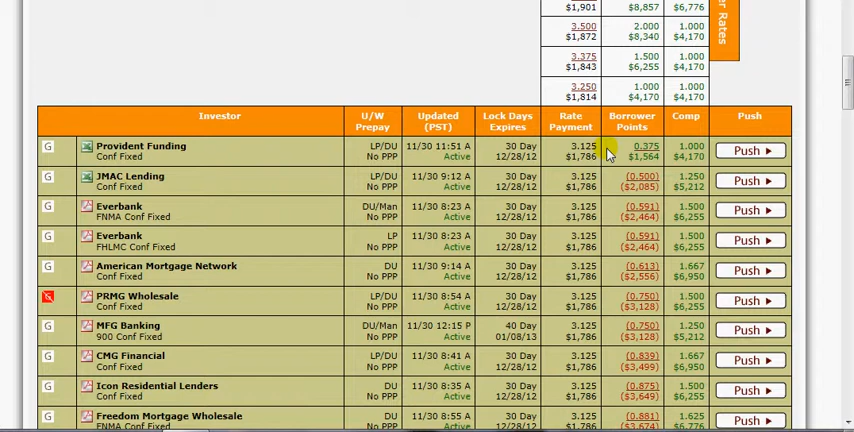 $1,901 $8,857 $6,776
er Rates
3.500 2.000 1.000
$1,872 $8,340 $4,170
3.375 1.500 1.000
$1,843 $6,255 $4,170
3.250 1.000 1.000
$1,814 $4,170 $4,170
Investor U/W Prepay Updated (PST) Lock Days Expires Rate Payment Borrower Points Comp Push
G Provident Funding LP/DU 11/30 11:51 A 30 Day 3.125 0.375 1.000 Push
Conf Fixed No PPP Active 12/28/12 $1,786 $1,564 $4,170
G JMAC Lending LP/DU 11/30 9:12 A 30 Day 3.125 (0.500) 1.250 Push
Conf Fixed No PPP Active 12/28/12 $1,786 ($2,085) $5,212
G Everbank DU/Man 11/30 8:23 A 30 Day 3.125 (0.591) 1.500 Push
FNMA Conf Fixed No PPP Active 12/28/12 $1,786 ($2,464) $6,255
G Everbank LP 11/30 8:23 A 30 Day 3.125 (0.591) 1.500 Push
FHLMC Conf Fixed No PPP Active 12/28/12 $1,786 ($2,464) $6,255
G American Mortgage Network DU 11/30 9:14 A 30 Day 3.125 (0.613) 1.667 Push
Conf Fixed No PPP Active 12/28/12 $1,786 ($2,556) $6,950
G PRMG Wholesale LP/DU 11/30 8:54 A 30 Day 3.125 (0.750) 1.500 Push
Conf Fixed No PPP Active 12/28/12 $1,786 ($3,128) $6,255
G MFG Banking DU/Man 11/30 12:15 P 40 Day 3.125 (0.750) 1.250 Push
900 Conf Fixed No PPP Active 01/08/13 $1,786 ($3,128) $5,212
G CMG Financial LP/DU 11/30 8:41 A 30 Day 3.125 (0.839) 1.667 Push
Conf Fixed No PPP Active 12/28/12 $1,786 ($3,499) $6,950
G Icon Residential Lenders DU 11/30 8:35 A 30 Day 3.125 (0.875) 1.500 Push
Conf Fixed No PPP Active 12/28/12 $1,786 ($3,649) $6,255
G Freedom Mortgage Wholesale DU 11/30 8:55 A 30 Day 3.125 (0.881) 1.625 Push
FNMA Conf Fixed No PPP Active 12/28/12 $1,786 ($3,674) $6,776